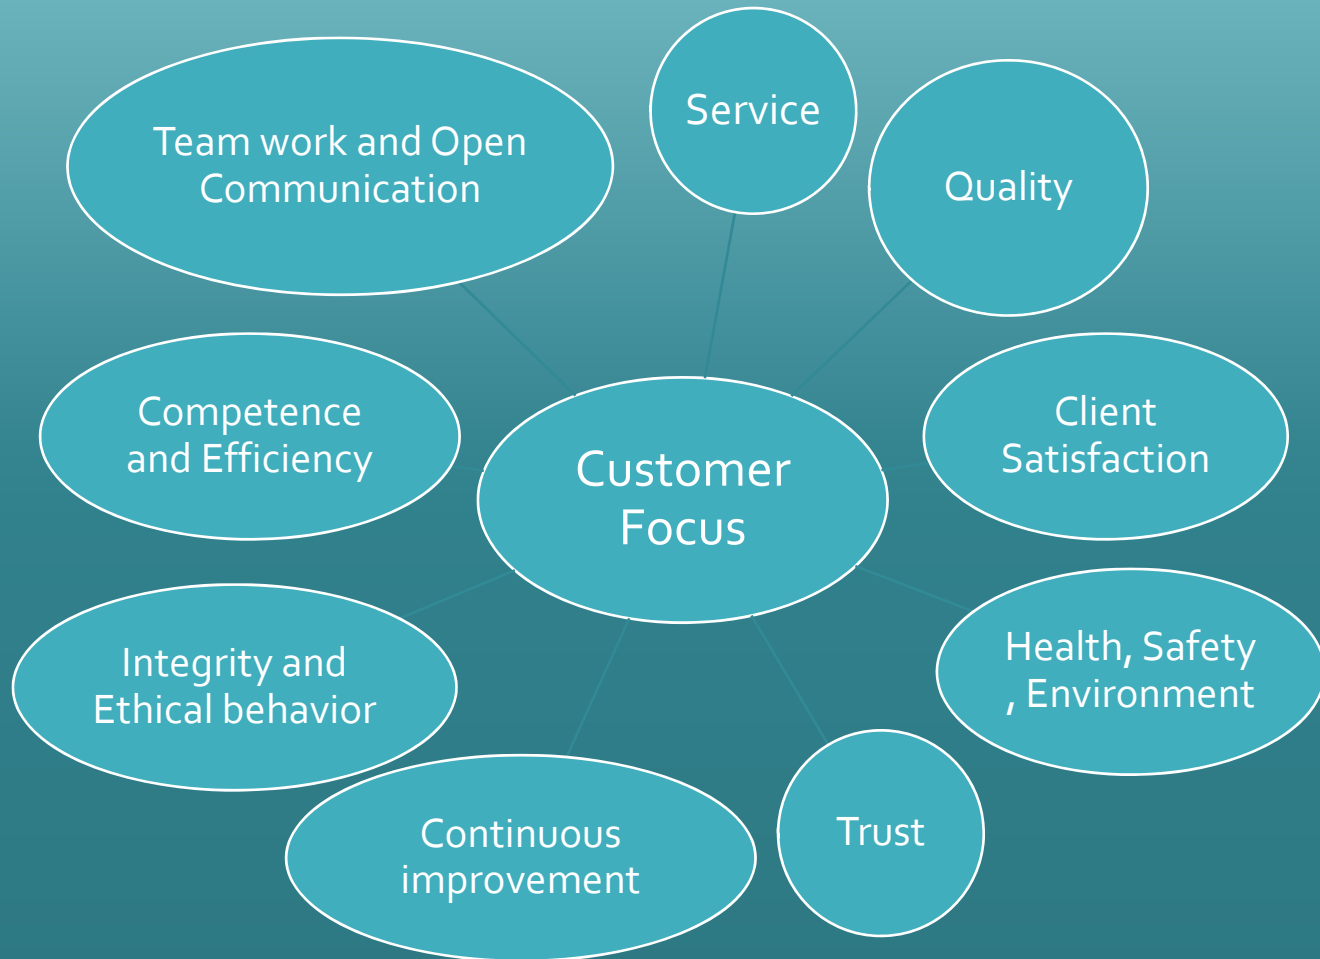 Service
Team work and Open
Communication
Quality
Competence
and Efficiency
Client
Satisfaction
Customer
Focus
Integrity and
Ethical behavior
Health, Safety
, Environment
Continuous
improvement
Trust